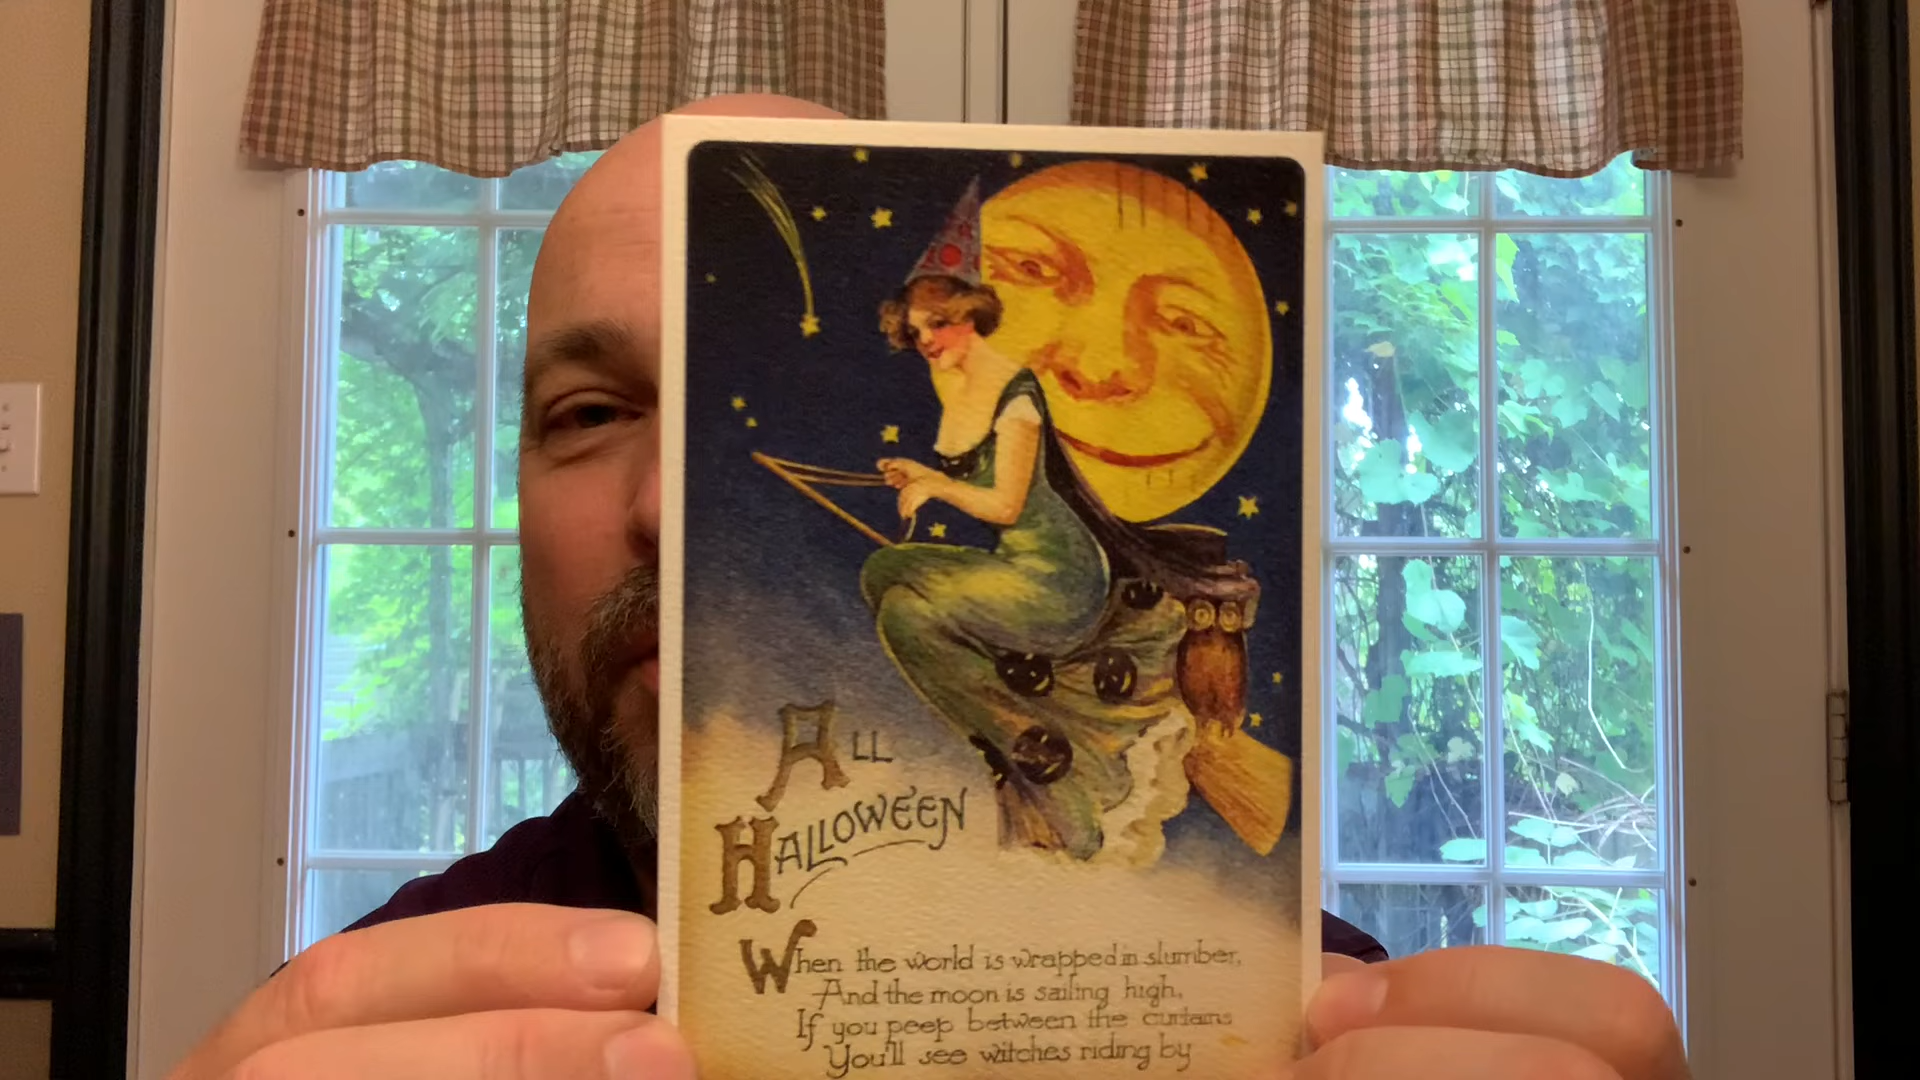 All
Halloween
When the world is wrapped in slumber,
And the moon is sailing high,
If you peep between the curtains
You'll see witches riding by